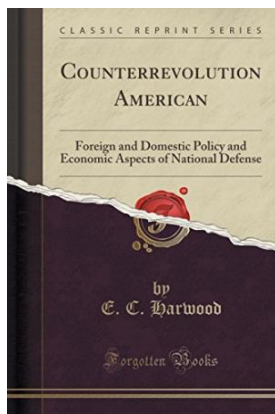 CLASSIC REPRINT SERIES
COUNTERREVOLUTION
AMERICAN
Foreign and Domestic Policy and
Economic Aspects of National Defense
by
E. C. Harwood
Forgotten Books